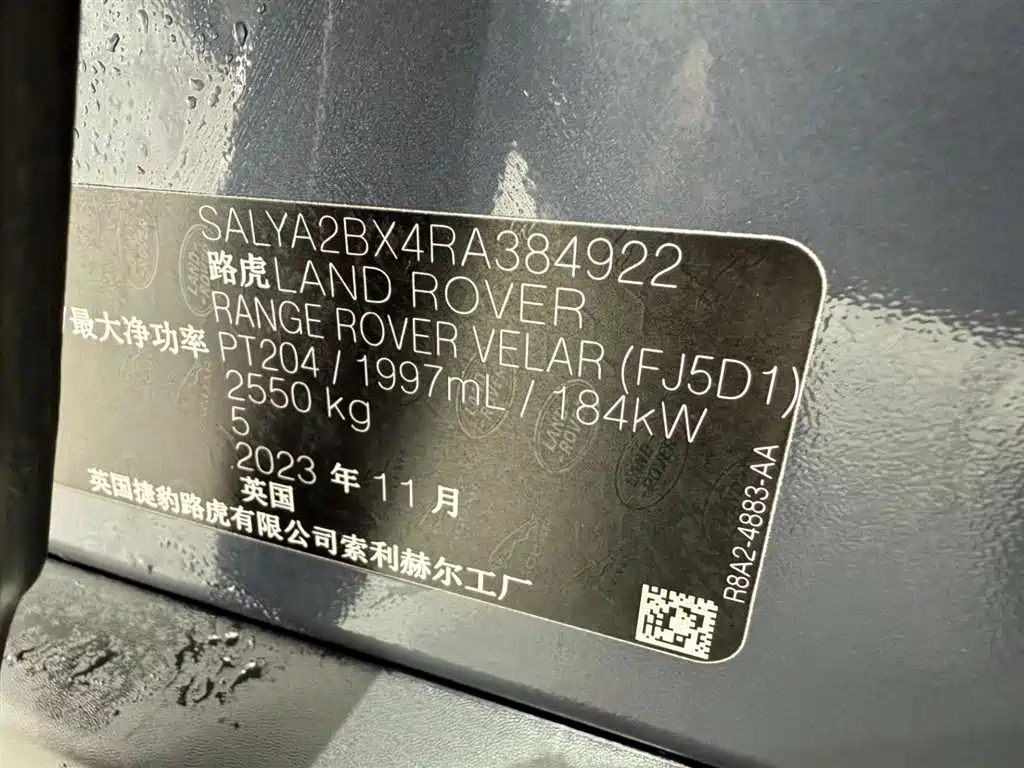 SALYA2BX4RA384922
路虎LAND ROVER
RANGE ROVER VELAR (FJ5D1)
/最大净功率 PT204 / 1997mL / 184kW
2550 kg
5
2023 年 11 月
英国
英国捷豹路虎有限公司索利赫尔工厂
R8A2-4883-AA
LAND ROVER